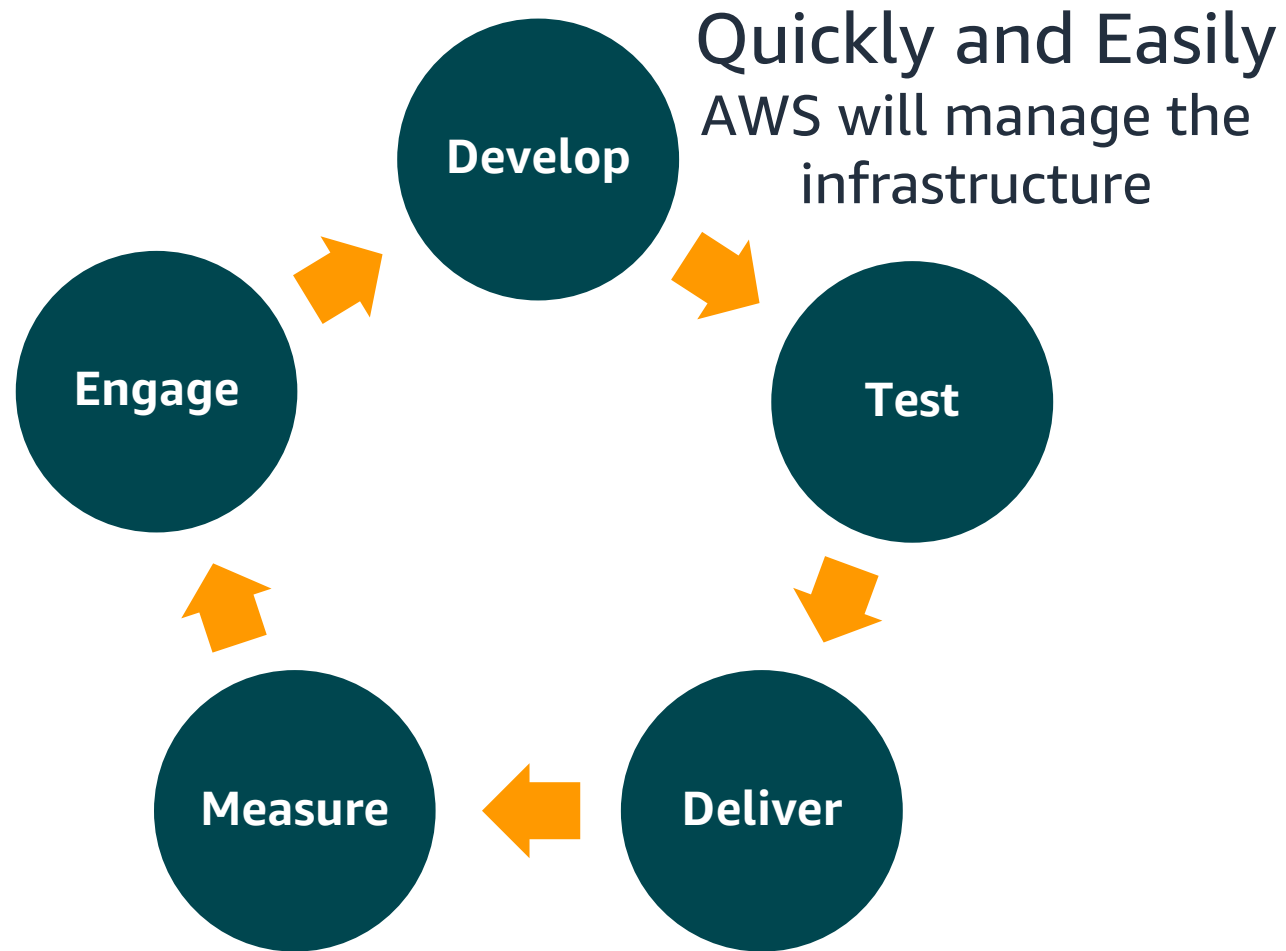 Quickly and Easily
AWS will manage the
infrastructure
Develop
Test
Deliver
Measure
Engage